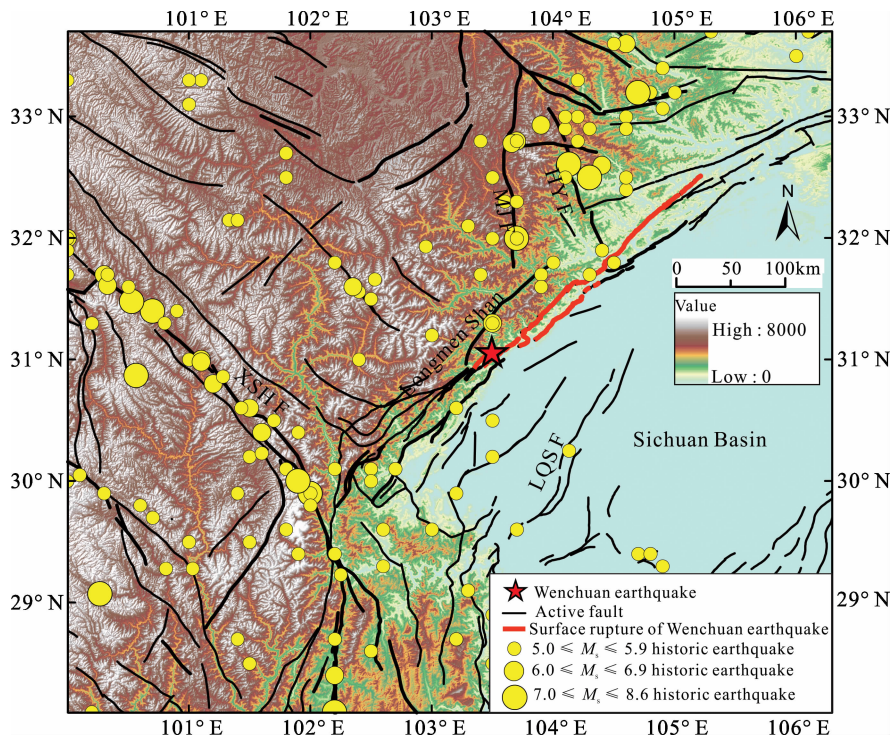 101° E 102° E 103° E 104° E 105° E 106° E
33° N 33° N
32° N 32° N
31° N 31° N
30° N 30° N
29° N 29° N
MJF
HYF
N
0 50 100km
Value
High : 8000
Low : 0
Longmen Shan
XSHF
LQSF
Sichuan Basin
Wenchuan earthquake
Active fault
Surface rupture of Wenchuan earthquake
5.0 ⩽ Ms ⩽ 5.9 historic earthquake
6.0 ⩽ Ms ⩽ 6.9 historic earthquake
7.0 ⩽ Ms ⩽ 8.6 historic earthquake
101° E 102° E 103° E 104° E 105° E 106° E